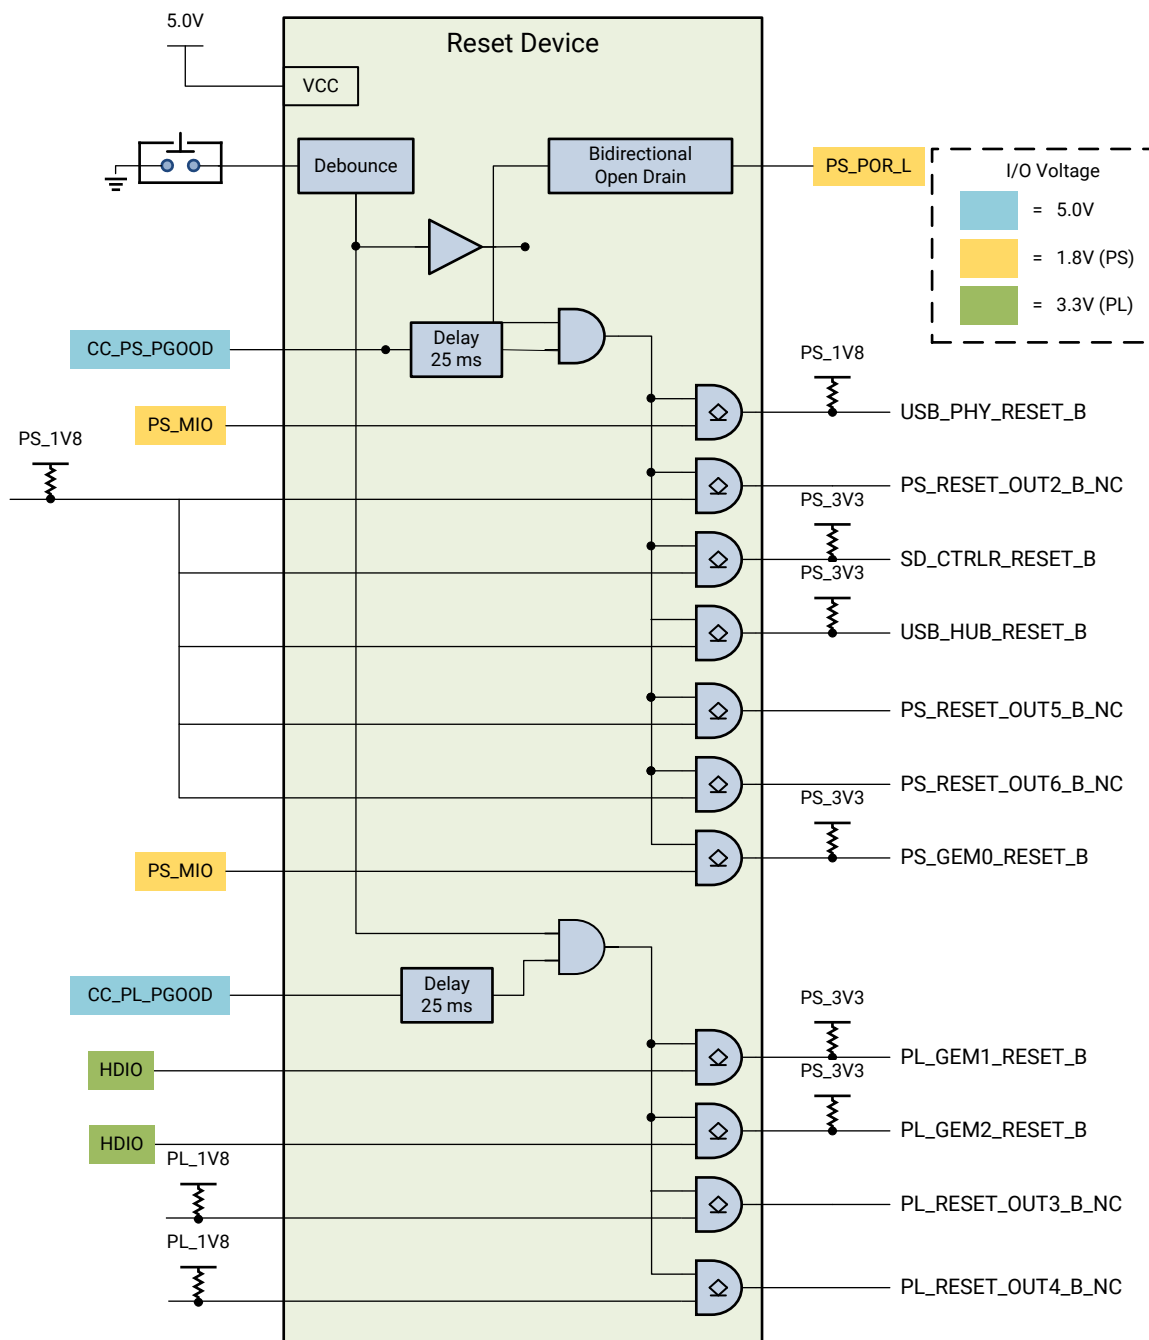 5.0V
Reset Device
VCC
Debounce
Bidirectional
Open Drain
PS_POR_L
I/O Voltage
= 5.0V
= 1.8V (PS)
= 3.3V (PL)
CC_PS_PGOOD
Delay
25 ms
PS_1V8
USB_PHY_RESET_B
PS_MIO
PS_1V8
PS_RESET_OUT2_B_NC
PS_3V3
SD_CTRLR_RESET_B
PS_3V3
USB_HUB_RESET_B
PS_RESET_OUT5_B_NC
PS_RESET_OUT6_B_NC
PS_3V3
PS_GEM0_RESET_B
PS_MIO
CC_PL_PGOOD
Delay
25 ms
PS_3V3
PL_GEM1_RESET_B
HDIO
PS_3V3
PL_GEM2_RESET_B
HDIO
PL_1V8
PL_RESET_OUT3_B_NC
PL_1V8
PL_RESET_OUT4_B_NC